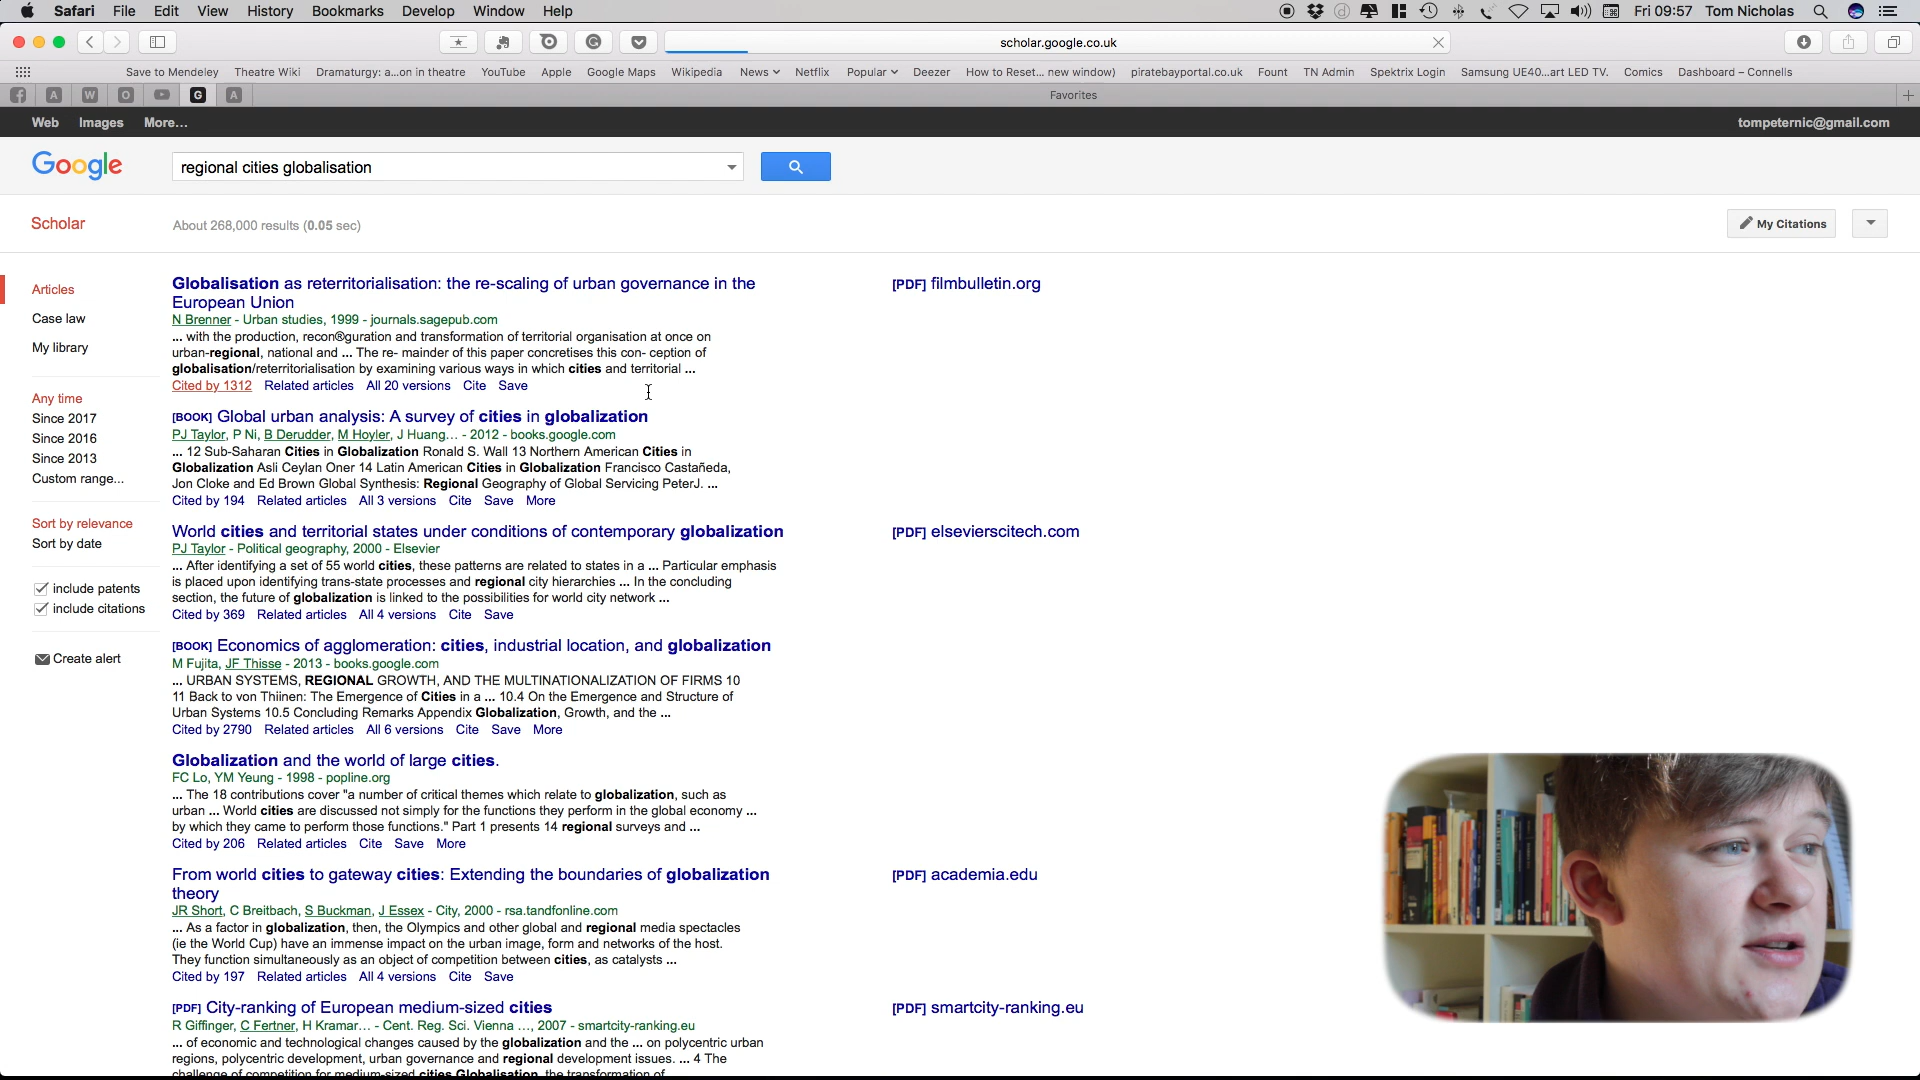 Safari File Edit View History Bookmarks Develop Window Help Fri 09:57 Tom Nicholas
scholar.google.co.uk
Save to Mendeley Theatre Wiki Dramaturgy: a...on in theatre YouTube Apple Google Maps Wikipedia News Netflix Popular Deezer How to Reset... new window) piratebayportal.co.uk Fount TN Admin Spektrix Login Samsung UE40...art LED TV. Comics Dashboard – Connells
A W O G A Favorites
Web Images More... tompeternic@gmail.com
Google regional cities globalisation
Scholar About 268,000 results (0.05 sec) My Citations
Articles
Case law
My library
Any time
Since 2017
Since 2016
Since 2013
Custom range...
Sort by relevance
Sort by date
include patents
include citations
Create alert
Globalisation as reterritorialisation: the re-scaling of urban governance in the [PDF] filmbulletin.org
European Union
N Brenner - Urban studies, 1999 - journals.sagepub.com
... with the production, recon®guration and transformation of territorial organisation at once on
urban-regional, national and ... The re- mainder of this paper concretises this con- ception of
globalisation/reterritorialisation by examining various ways in which cities and territorial ...
Cited by 1312 Related articles All 20 versions Cite Save
[BOOK] Global urban analysis: A survey of cities in globalization
PJ Taylor, P Ni, B Derudder, M Hoyler, J Huang... - 2012 - books.google.com
... 12 Sub-Saharan Cities in Globalization Ronald S. Wall 13 Northern American Cities in
Globalization Asli Ceylan Oner 14 Latin American Cities in Globalization Francisco Castañeda,
Jon Cloke and Ed Brown Global Synthesis: Regional Geography of Global Servicing PeterJ. ...
Cited by 194 Related articles All 3 versions Cite Save More
World cities and territorial states under conditions of contemporary globalization [PDF] elsevierscitech.com
PJ Taylor - Political geography, 2000 - Elsevier
... After identifying a set of 55 world cities, these patterns are related to states in a ... Particular emphasis
is placed upon identifying trans-state processes and regional city hierarchies ... In the concluding
section, the future of globalization is linked to the possibilities for world city network ...
Cited by 369 Related articles All 4 versions Cite Save
[BOOK] Economics of agglomeration: cities, industrial location, and globalization
M Fujita, JF Thisse - 2013 - books.google.com
... URBAN SYSTEMS, REGIONAL GROWTH, AND THE MULTINATIONALIZATION OF FIRMS 10
11 Back to von Thiinen: The Emergence of Cities in a ... 10.4 On the Emergence and Structure of
Urban Systems 10.5 Concluding Remarks Appendix Globalization, Growth, and the ...
Cited by 2790 Related articles All 6 versions Cite Save More
Globalization and the world of large cities.
FC Lo, YM Yeung - 1998 - popline.org
... The 18 contributions cover "a number of critical themes which relate to globalization, such as
urban ... World cities are discussed not simply for the functions they perform in the global economy ...
by which they came to perform those functions." Part 1 presents 14 regional surveys and ...
Cited by 206 Related articles Cite Save More
From world cities to gateway cities: Extending the boundaries of globalization [PDF] academia.edu
theory
JR Short, C Breitbach, S Buckman, J Essex - City, 2000 - rsa.tandfonline.com
... As a factor in globalization, then, the Olympics and other global and regional media spectacles
(ie the World Cup) have an immense impact on the urban image, form and networks of the host.
They function simultaneously as an object of competition between cities, as catalysts ...
Cited by 197 Related articles All 4 versions Cite Save
[PDF] City-ranking of European medium-sized cities [PDF] smartcity-ranking.eu
R Giffinger, C Fertner, H Kramar... - Cent. Reg. Sci. Vienna ..., 2007 - smartcity-ranking.eu
... of economic and technological changes caused by the globalization and the ... on polycentric urban
regions, polycentric development, urban governance and regional development issues. ... 4 The
challenge of competition for medium-sized cities Globalisation, the transformation of